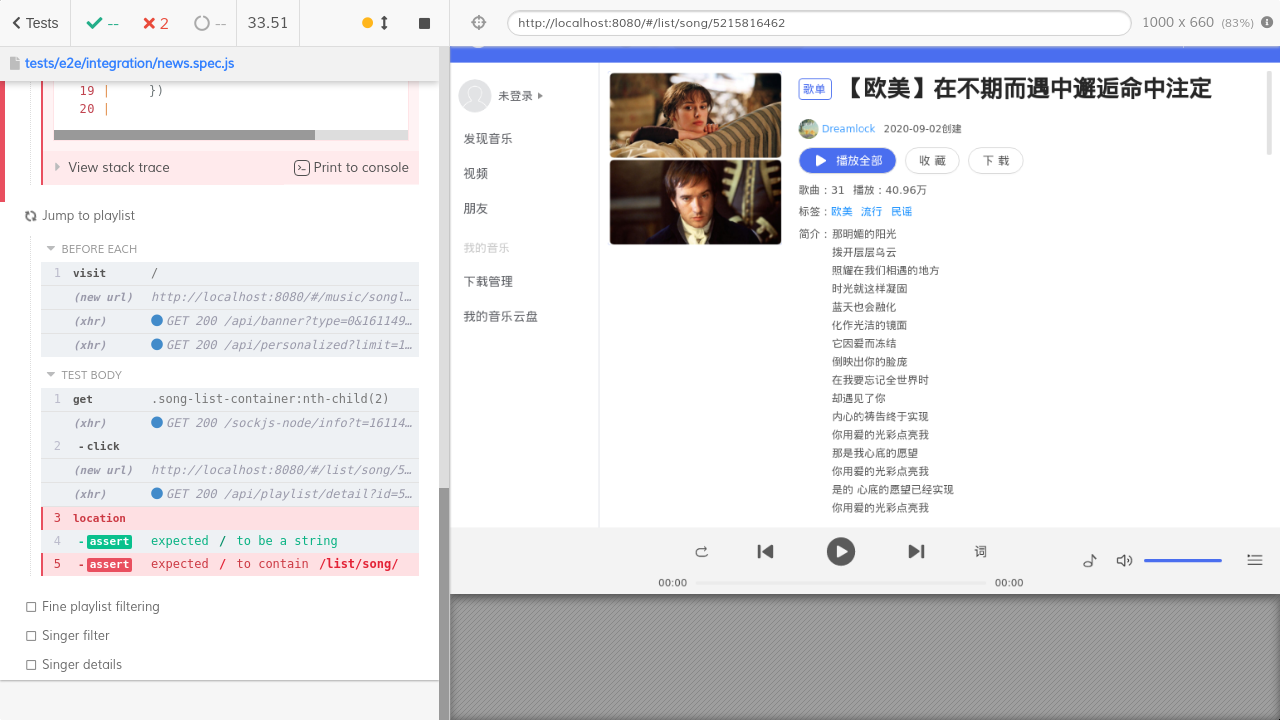 Tests
--
2
--
33.51
http://localhost:8080/#/list/song/5215816462
1000 x 660 (83%)
tests/e2e/integration/news.spec.js
19 | })
20 |
View stack trace
Print to console
Jump to playlist
BEFORE EACH
1 visit /
(new url) http://localhost:8080/#/music/songl...
(xhr) GET 200 /api/banner?type=0&161149...
(xhr) GET 200 /api/personalized?limit=1...
TEST BODY
1 get .song-list-container:nth-child(2)
(xhr) GET 200 /sockjs-node/info?t=16114...
2 -click
(new url) http://localhost:8080/#/list/song/5...
(xhr) GET 200 /api/playlist/detail?id=5...
3 location
4 -assert expected / to be a string
5 -assert expected / to contain /list/song/
Fine playlist filtering
Singer filter
Singer details
未登录
发现音乐
视频
朋友
我的音乐
下载管理
我的音乐云盘
歌单 【欧美】在不期而遇中邂逅命中注定
Dreamlock 2020-09-02创建
播放全部 收 藏 下 载
歌曲：31 播放：40.96万
标签：欧美 流行 民谣
简介：那明媚的阳光
拨开层层乌云
照耀在我们相遇的地方
时光就这样凝固
蓝天也会融化
化作光洁的镜面
它因爱而冻结
倒映出你的脸庞
在我要忘记全世界时
却遇见了你
内心的祷告终于实现
你用爱的光彩点亮我
那是我心底的愿望
你用爱的光彩点亮我
是的 心底的愿望已经实现
你用爱的光彩点亮我
词
00:00
00:00